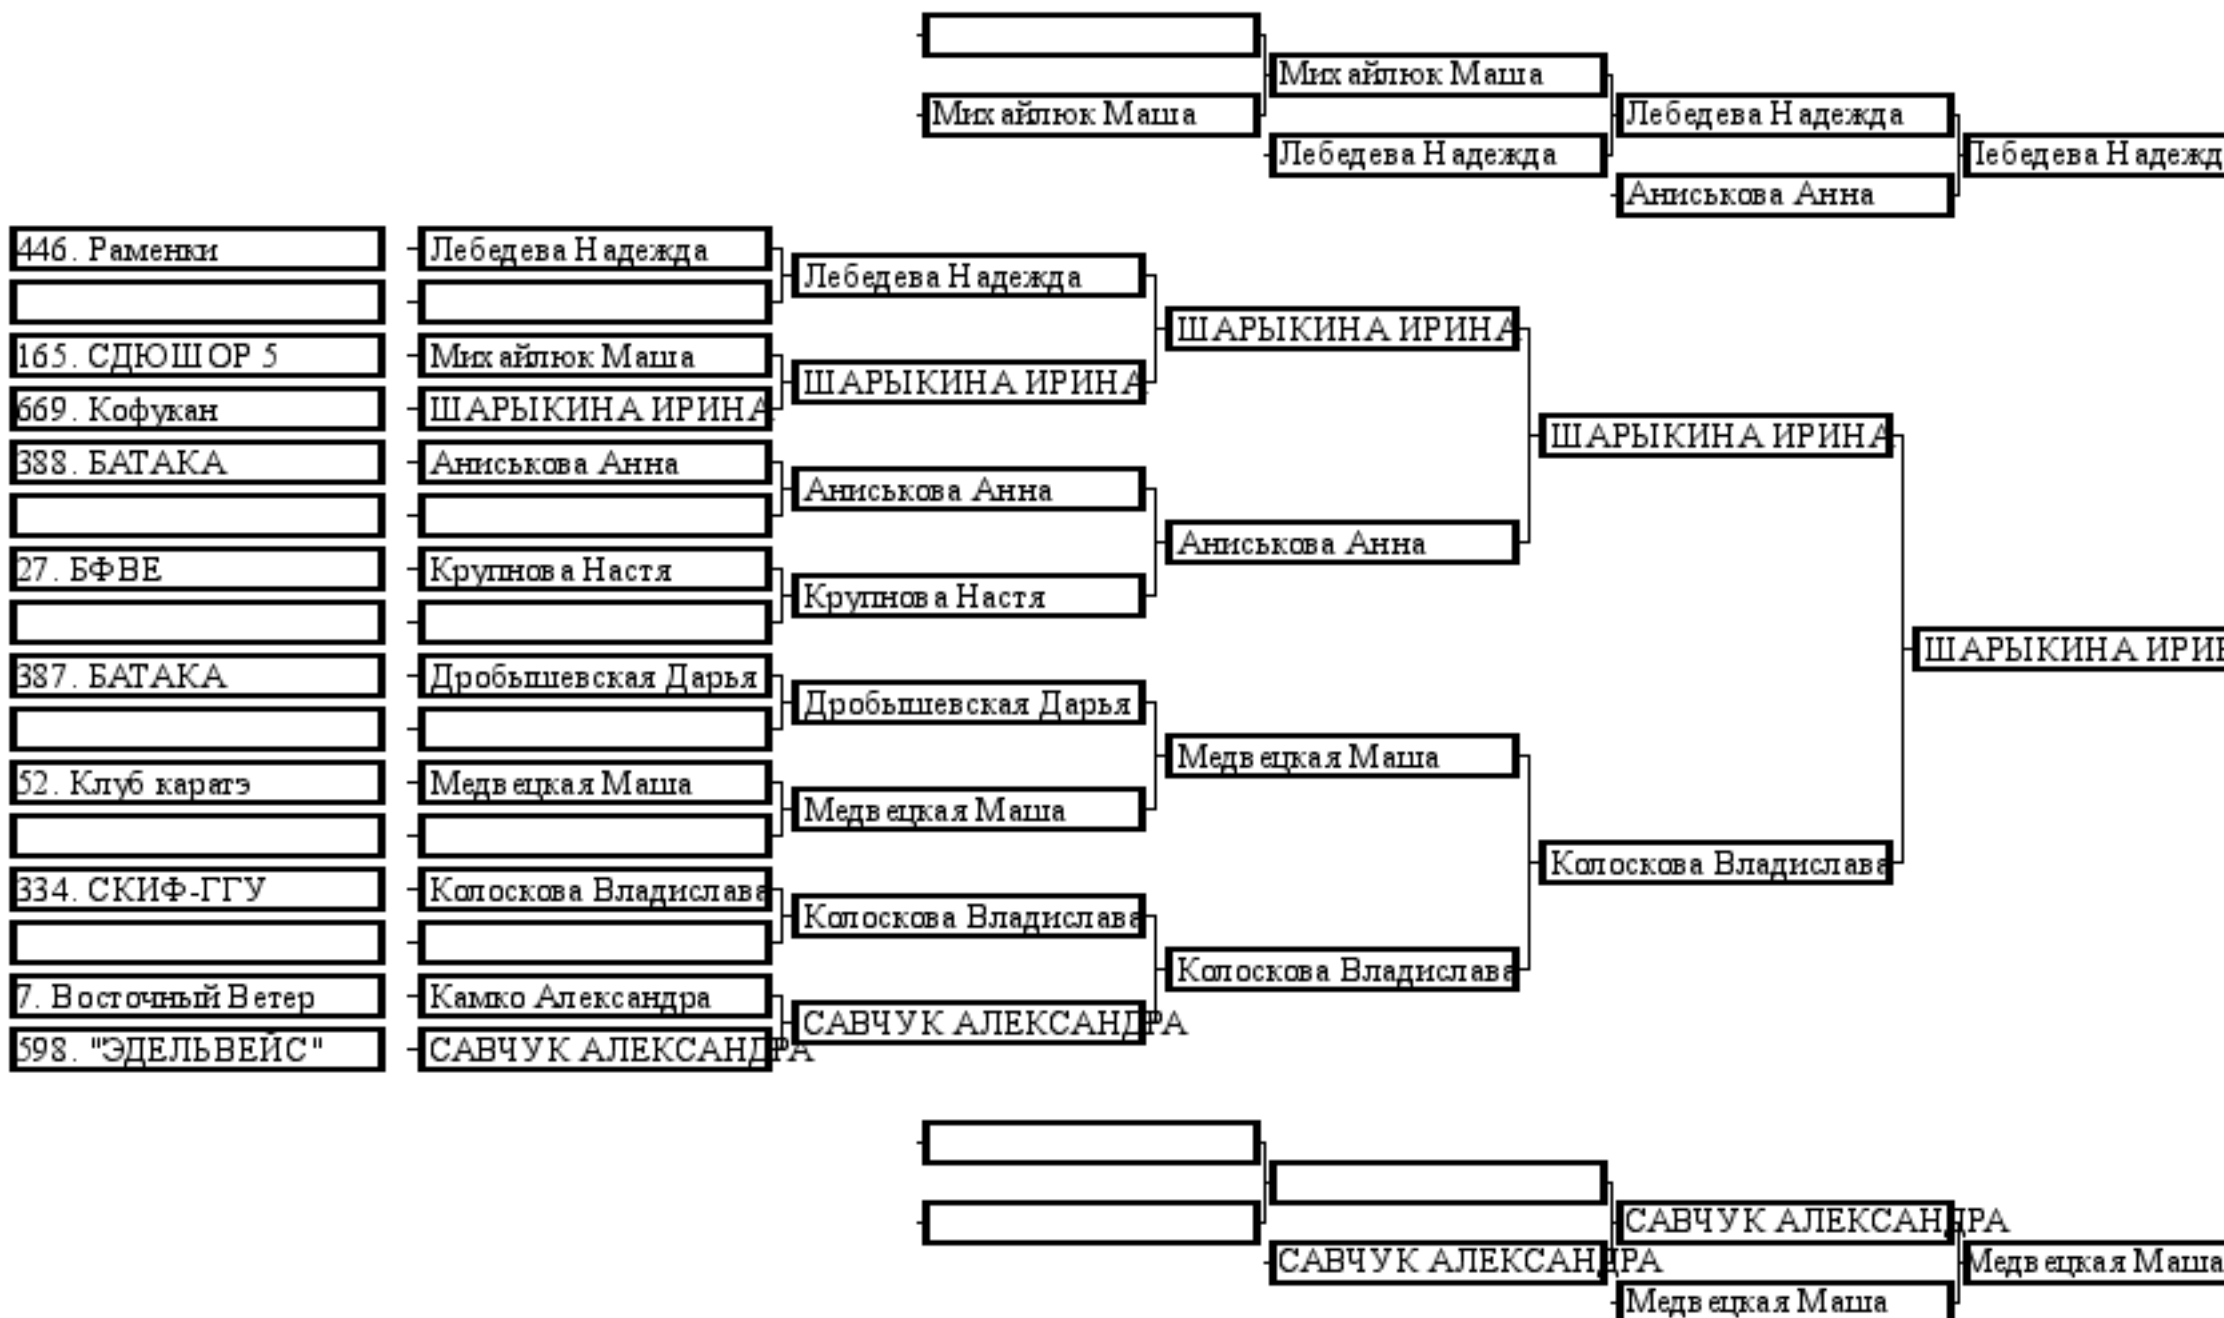 Михайлюк Маша
Михайлюк Маша
Лебедева Надежда
Лебедева Надежда
Лебедева Надежд
Аниськова Анна
446. Раменки
Лебедева Надежда
Лебедева Надежда
ШАРЫКИНА ИРИНА
165. СДЮШОР 5
Михайлюк Маша
ШАРЫКИНА ИРИНА
669. Кофукан
ШАРЫКИНА ИРИНА
ШАРЫКИНА ИРИНА
388. БАТАКА
Аниськова Анна
Аниськова Анна
Аниськова Анна
27. БФВЕ
Крупнова Настя
Крупнова Настя
ШАРЫКИНА ИРИН
387. БАТАКА
Дробышевская Дарья
Дробышевская Дарья
Медвецкая Маша
52. Клуб каратэ
Медвецкая Маша
Медвецкая Маша
Колоскова Владислава
334. СКИФ-ГГУ
Колоскова Владислава
Колоскова Владислава
Колоскова Владислава
7. Восточный Ветер
Камко Александра
САВЧУК АЛЕКСАНДРА
598. "ЭДЕЛЬВЕЙС"
САВЧУК АЛЕКСАНДРА
САВЧУК АЛЕКСАНДРА
САВЧУК АЛЕКСАНДРА
Медвецкая Маша
Медвецкая Маша